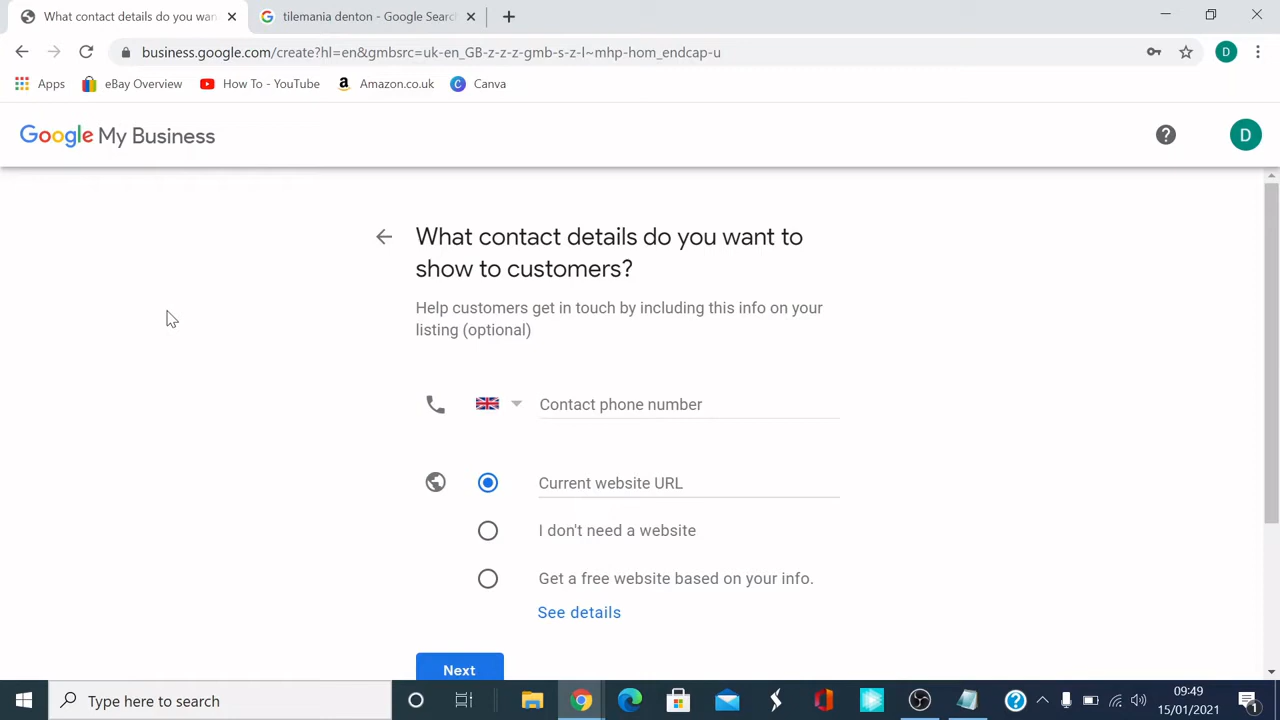 What contact details do you wan
tilemania denton - Google Searc
business.google.com/create?hl=en&gmbsrc=uk-en_GB-z-z-z-gmb-s-z-l~mhp-hom_endcap-u
D
Apps
eBay Overview
How To - YouTube
a
Amazon.co.uk
C
Canva
Google My Business
D
What contact details do you want to
show to customers?
Help customers get in touch by including this info on your
listing (optional)
Contact phone number
Current website URL
I don't need a website
Get a free website based on your info.
See details
Next
Type here to search
09:49
15/01/2021
1